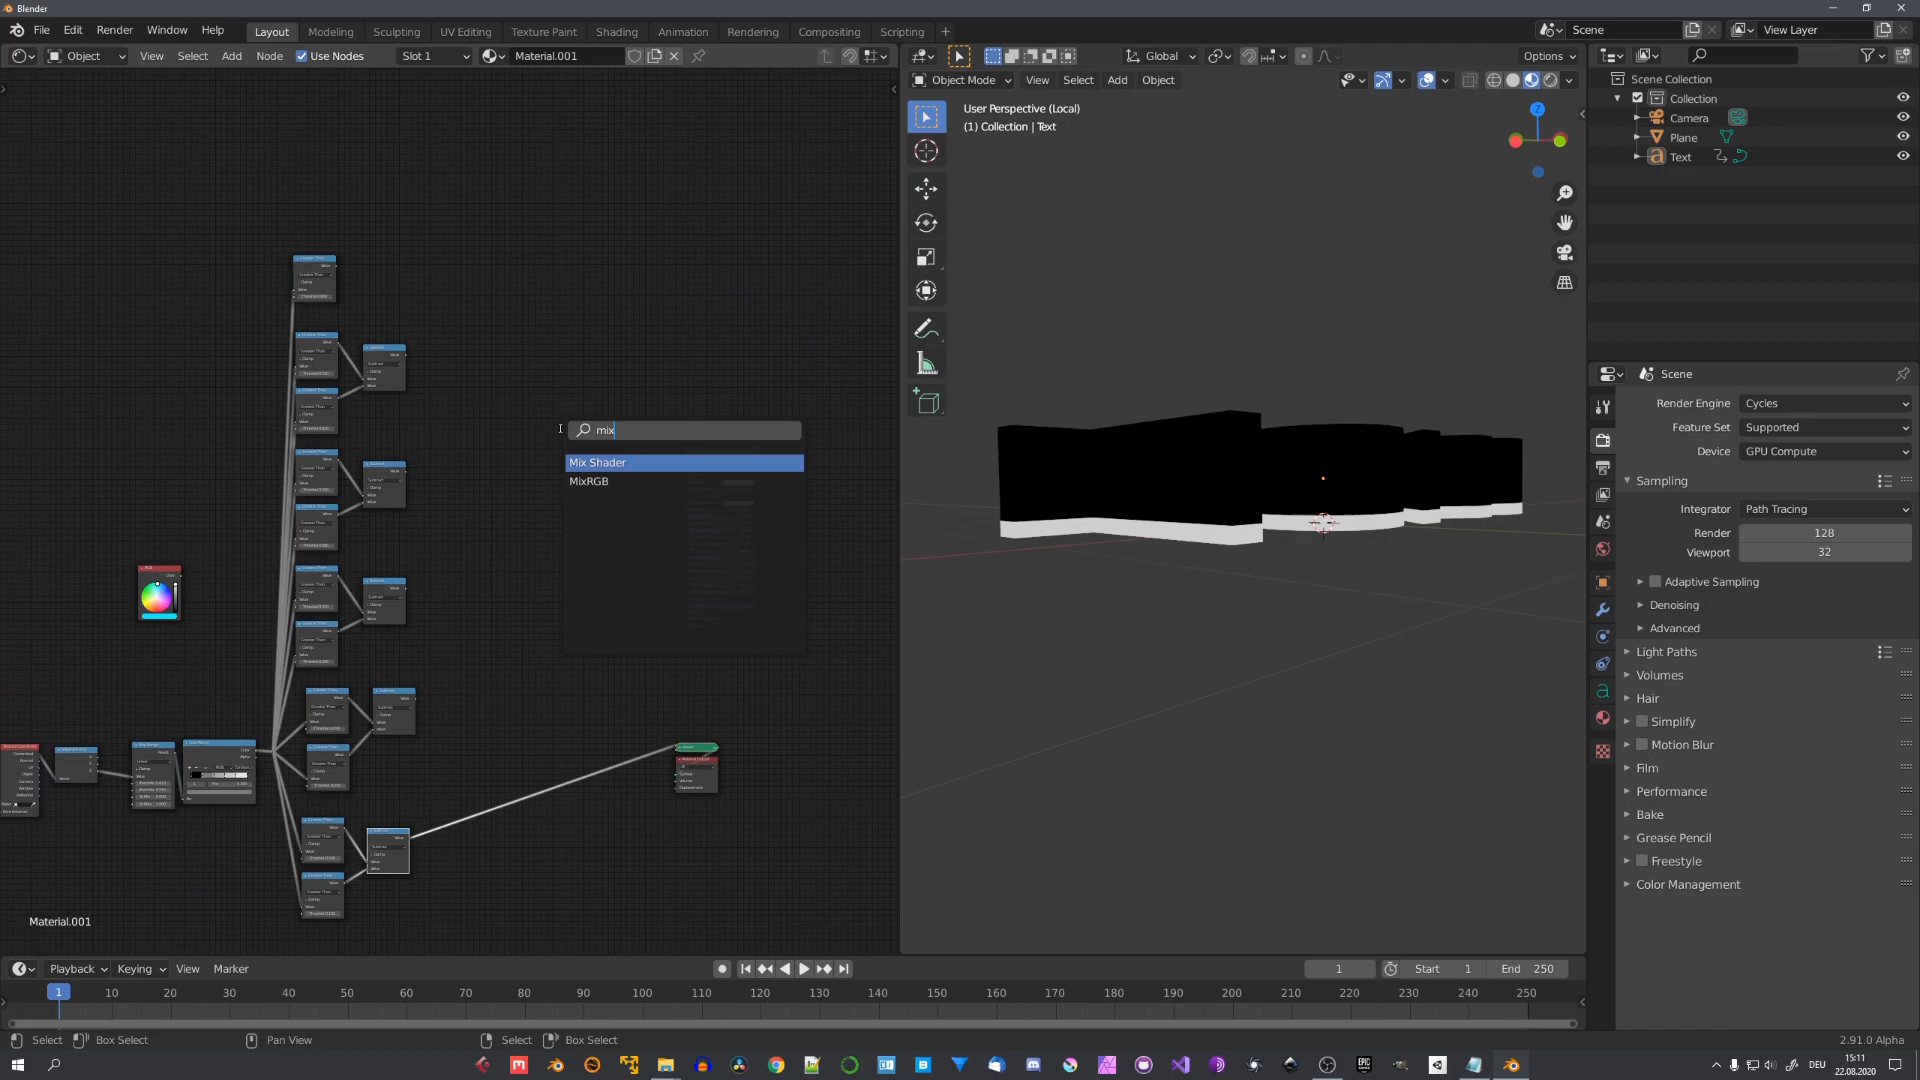 Blender
File Edit Render Window Help Layout Modeling Sculpting UV Editing Texture Paint Shading Animation Rendering Compositing Scripting + Scene View Layer
Object View Select Add Object Node Use Nodes Slot 1 Material.001 Global Options
Object Mode View Select Add Object
User Perspective (Local)
(1) Collection | Text
Z
Scene Collection
Collection
Camera
Plane
Text
mix
Mix Shader
MixRGB
Scene
Render Engine Cycles
Feature Set Supported
Device GPU Compute
Sampling
Integrator Path Tracing
Render 128
Viewport 32
Adaptive Sampling
Denoising
Advanced
Light Paths
Volumes
Hair
Simplify
Motion Blur
Film
Performance
Bake
Grease Pencil
Freestyle
Color Management
Material.001
Playback Keying View Marker 1 Start 1 End 250
1 10 20 30 40 50 60 70 80 90 100 110 120 130 140 150 160 170 180 190 200 210 220 230 240 250
Select Box Select Pan View Select Box Select 2.91.0 Alpha
DEU 15:11
22.08.2020